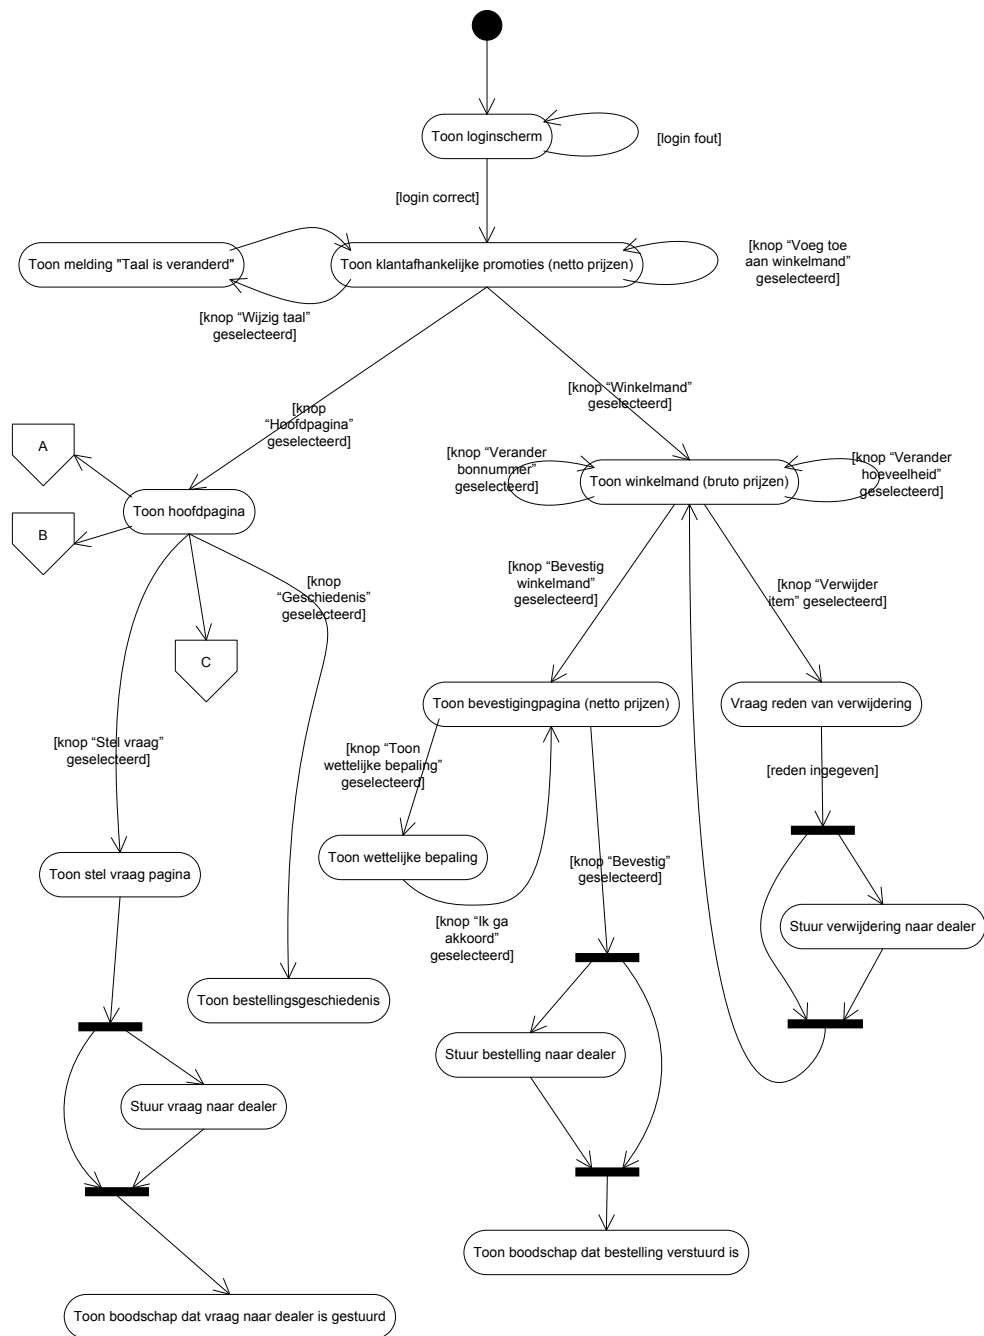 Toon loginscherm
[login fout]
[login correct]
Toon melding "Taal is veranderd"
Toon klantafhankelijke promoties (netto prijzen)
[knop “Voeg toe
aan winkelmand”
geselecteerd]
[knop “Wijzig taal”
geselecteerd]
[knop
“Hoofdpagina”
geselecteerd]
[knop “Winkelmand”
geselecteerd]
A
B
Toon hoofdpagina
[knop “Verander
bonnummer”
geselecteerd]
Toon winkelmand (bruto prijzen)
[knop “Verander
hoeveelheid”
geselecteerd]
[knop
“Geschiedenis”
geselecteerd]
C
[knop “Bevestig
winkelmand”
geselecteerd]
[knop “Verwijder
item” geselecteerd]
Toon bevestigingpagina (netto prijzen)
Vraag reden van verwijdering
[knop “Stel vraag”
geselecteerd]
[knop “Toon
wettelijke bepaling”
geselecteerd]
[reden ingegeven]
Toon wettelijke bepaling
[knop “Bevestig”
geselecteerd]
Toon stel vraag pagina
[knop “Ik ga
akkoord”
geselecteerd]
Stuur verwijdering naar dealer
Toon bestellingsgeschiedenis
Stuur bestelling naar dealer
Stuur vraag naar dealer
Toon boodschap dat bestelling verstuurd is
Toon boodschap dat vraag naar dealer is gestuurd